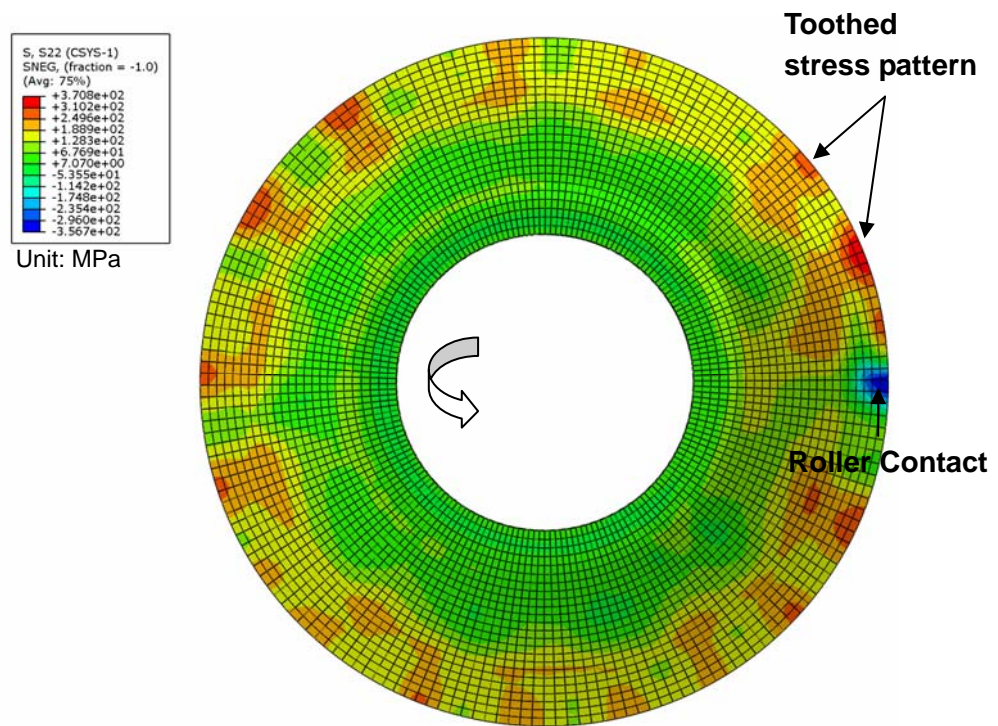 S, S22 (CSYS-1)
SNEG, (fraction = -1.0)
(Avg: 75%)
+3.708e+02
+3.102e+02
+2.496e+02
+1.889e+02
+1.283e+02
+6.769e+01
+7.070e+00
-5.355e+01
-1.142e+02
-1.748e+02
-2.354e+02
-2.960e+02
-3.567e+02
Unit: MPa
Toothed
stress pattern
Roller Contact